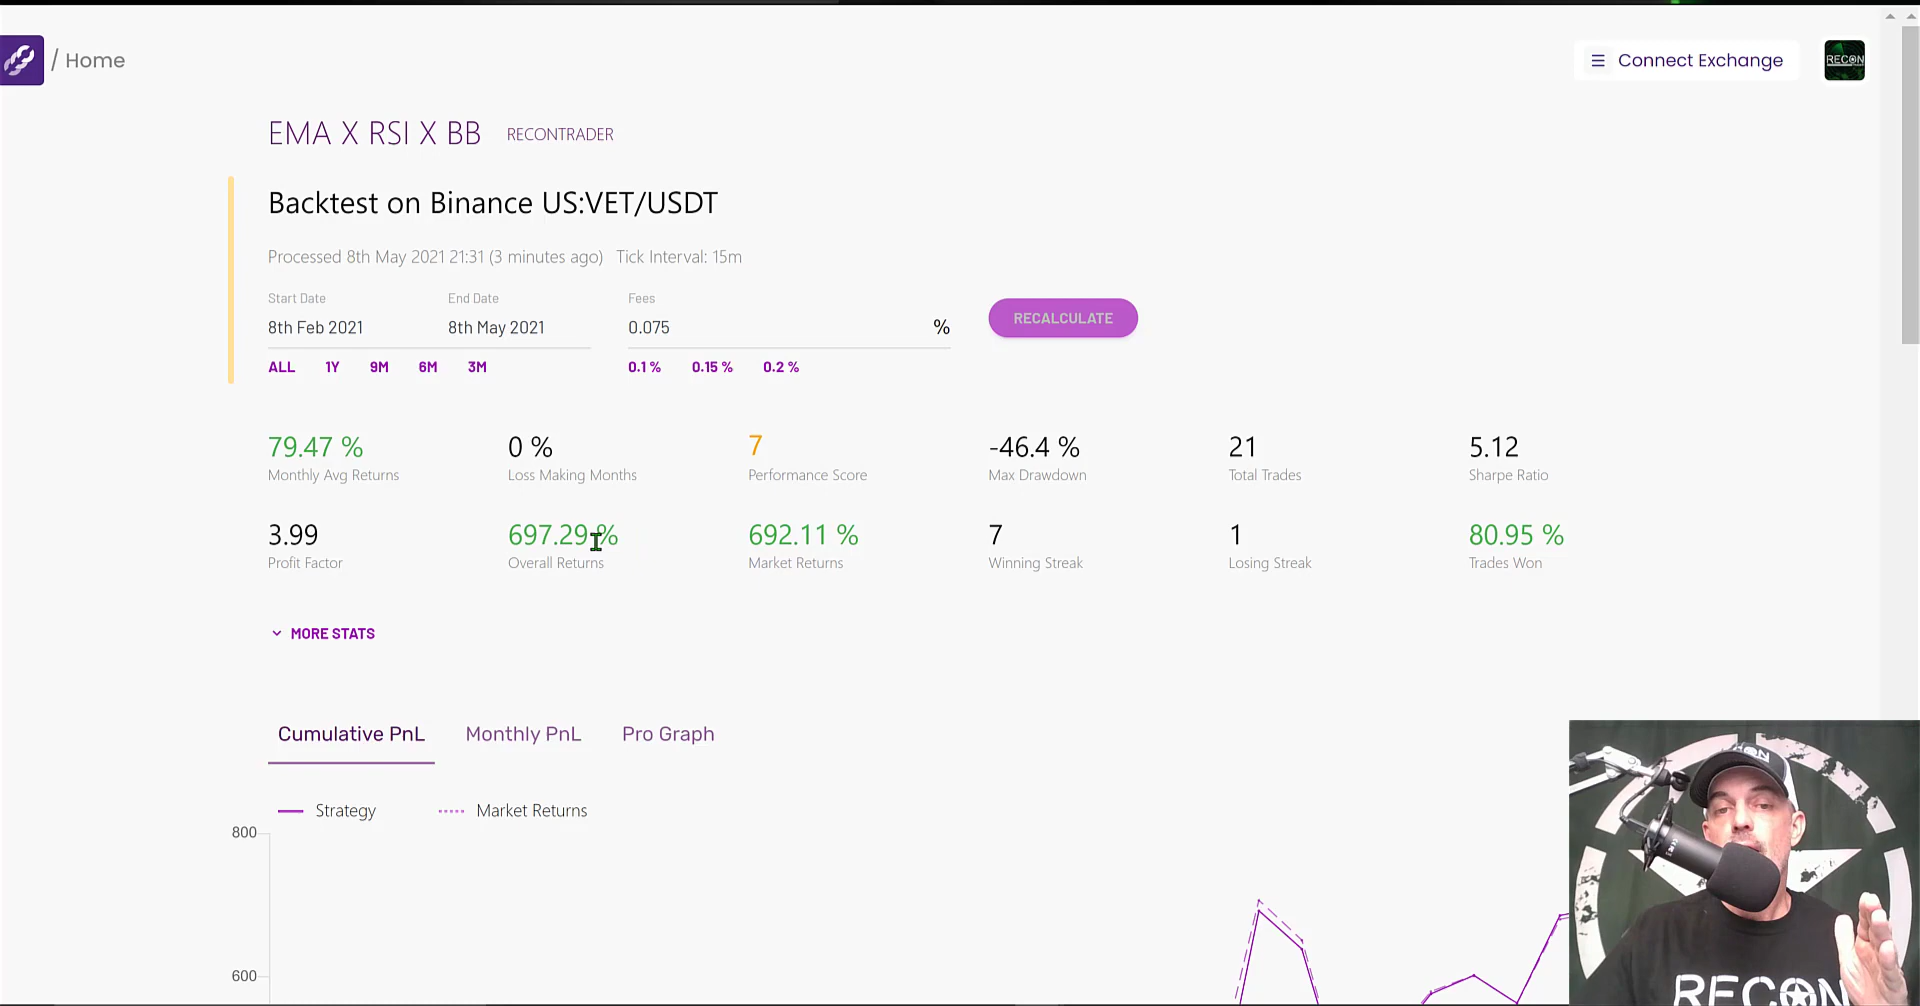 / Home
Connect Exchange
RECON
EMA X RSI X BB RECONTRADER
Backtest on Binance US:VET/USDT
Processed 8th May 2021 21:31 (3 minutes ago) Tick Interval: 15m
Start Date End Date Fees
8th Feb 2021 8th May 2021 0.075 %
RECALCULATE
ALL 1Y 9M 6M 3M 0.1 % 0.15 % 0.2 %
79.47 % 0 % 7 -46.4 % 21 5.12
Monthly Avg Returns Loss Making Months Performance Score Max Drawdown Total Trades Sharpe Ratio
3.99 697.29 % 692.11 % 7 1 80.95 %
Profit Factor Overall Returns Market Returns Winning Streak Losing Streak Trades Won
MORE STATS
Cumulative PnL Monthly PnL Pro Graph
Strategy Market Returns
800
600
RECON